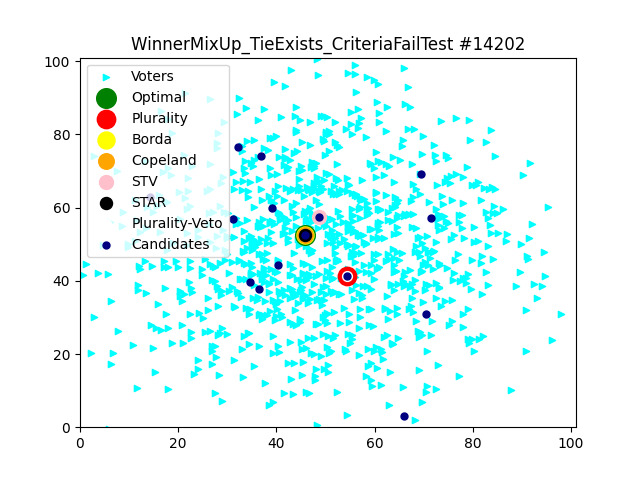 WinnerMixUp_TieExists_CriteriaFailTest #14202
100
80
60
40
20
0
Voters
Optimal
Plurality
Borda
Copeland
STV
STAR
Plurality-Veto
Candidates
0 20 40 60 80 100